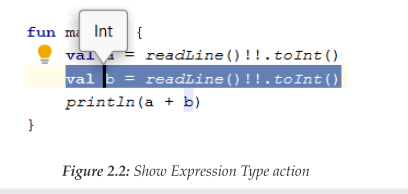 Int
fun ma {
val a = readLine()!!.toInt()
val b = readLine()!!.toInt()
println(a + b)
}
Figure 2.2: Show Expression Type action